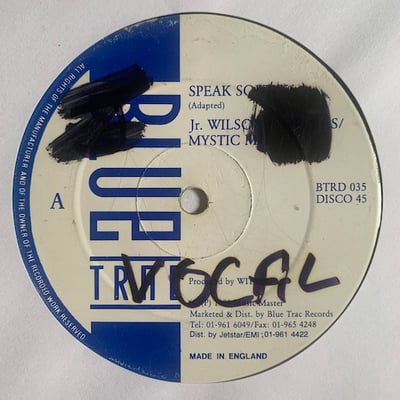 ALL RIGHTS OF THE MANUFACTURER AND OF THE OWNER OF THE RECORDED WORK RESERVED.
BLUE
TRAC
SPEAK
(Adapted)
Jr. WILSON
MYSTIC
A
BTRD 035
DISCO 45
VOCAL
Produced by
Music Master
Marketed & Dist. by Blue Trac Records
Tel: 01-961 6049/Fax: 01-965 4248
Dist. by Jetstar/EMI ;01-961 4422
MADE IN ENGLAND